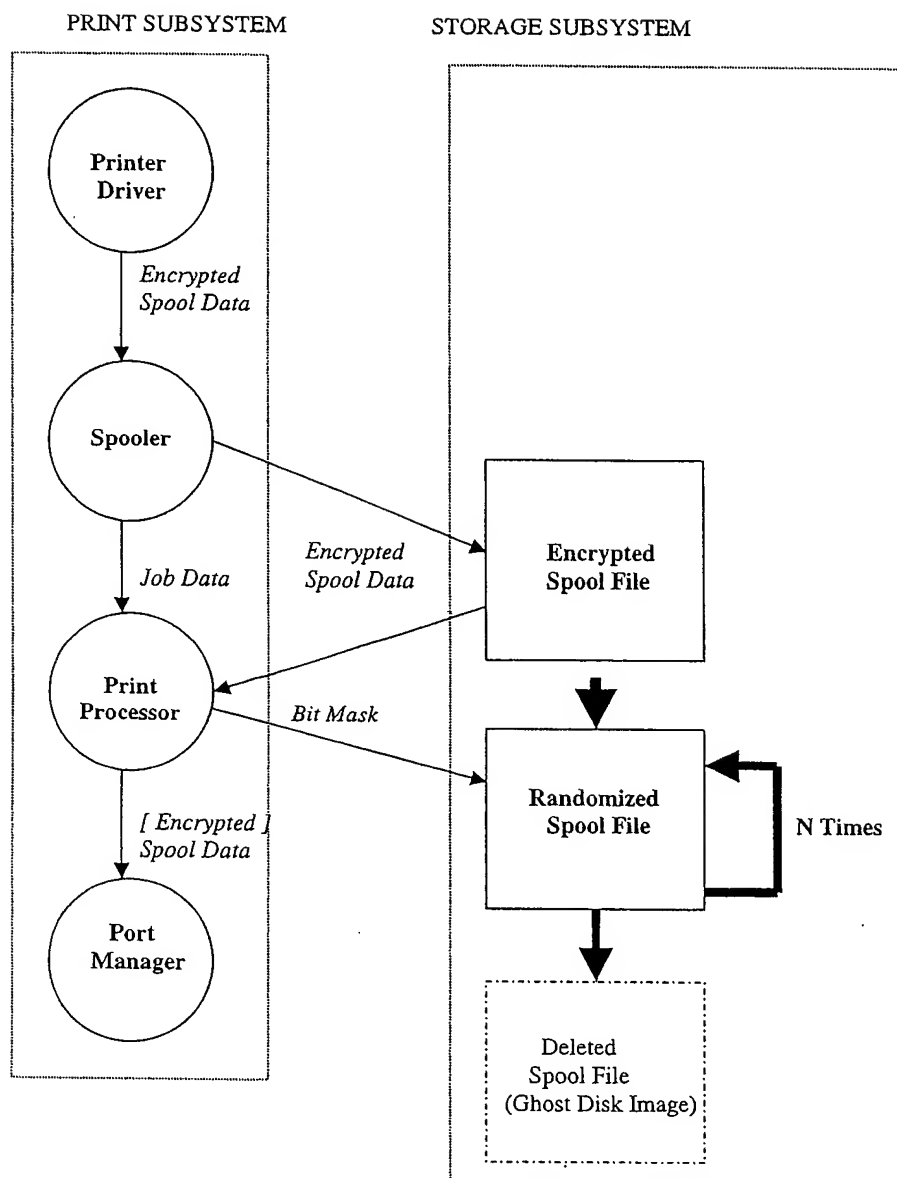 PRINT SUBSYSTEM
STORAGE SUBSYSTEM
Printer
Driver
Encrypted
Spool Data
Spooler
Job Data
Encrypted
Spool Data
Encrypted
Spool File
Print
Processor
Bit Mask
Randomized
Spool File
N Times
[ Encrypted ]
Spool Data
Port
Manager
Deleted
Spool File
(Ghost Disk Image)